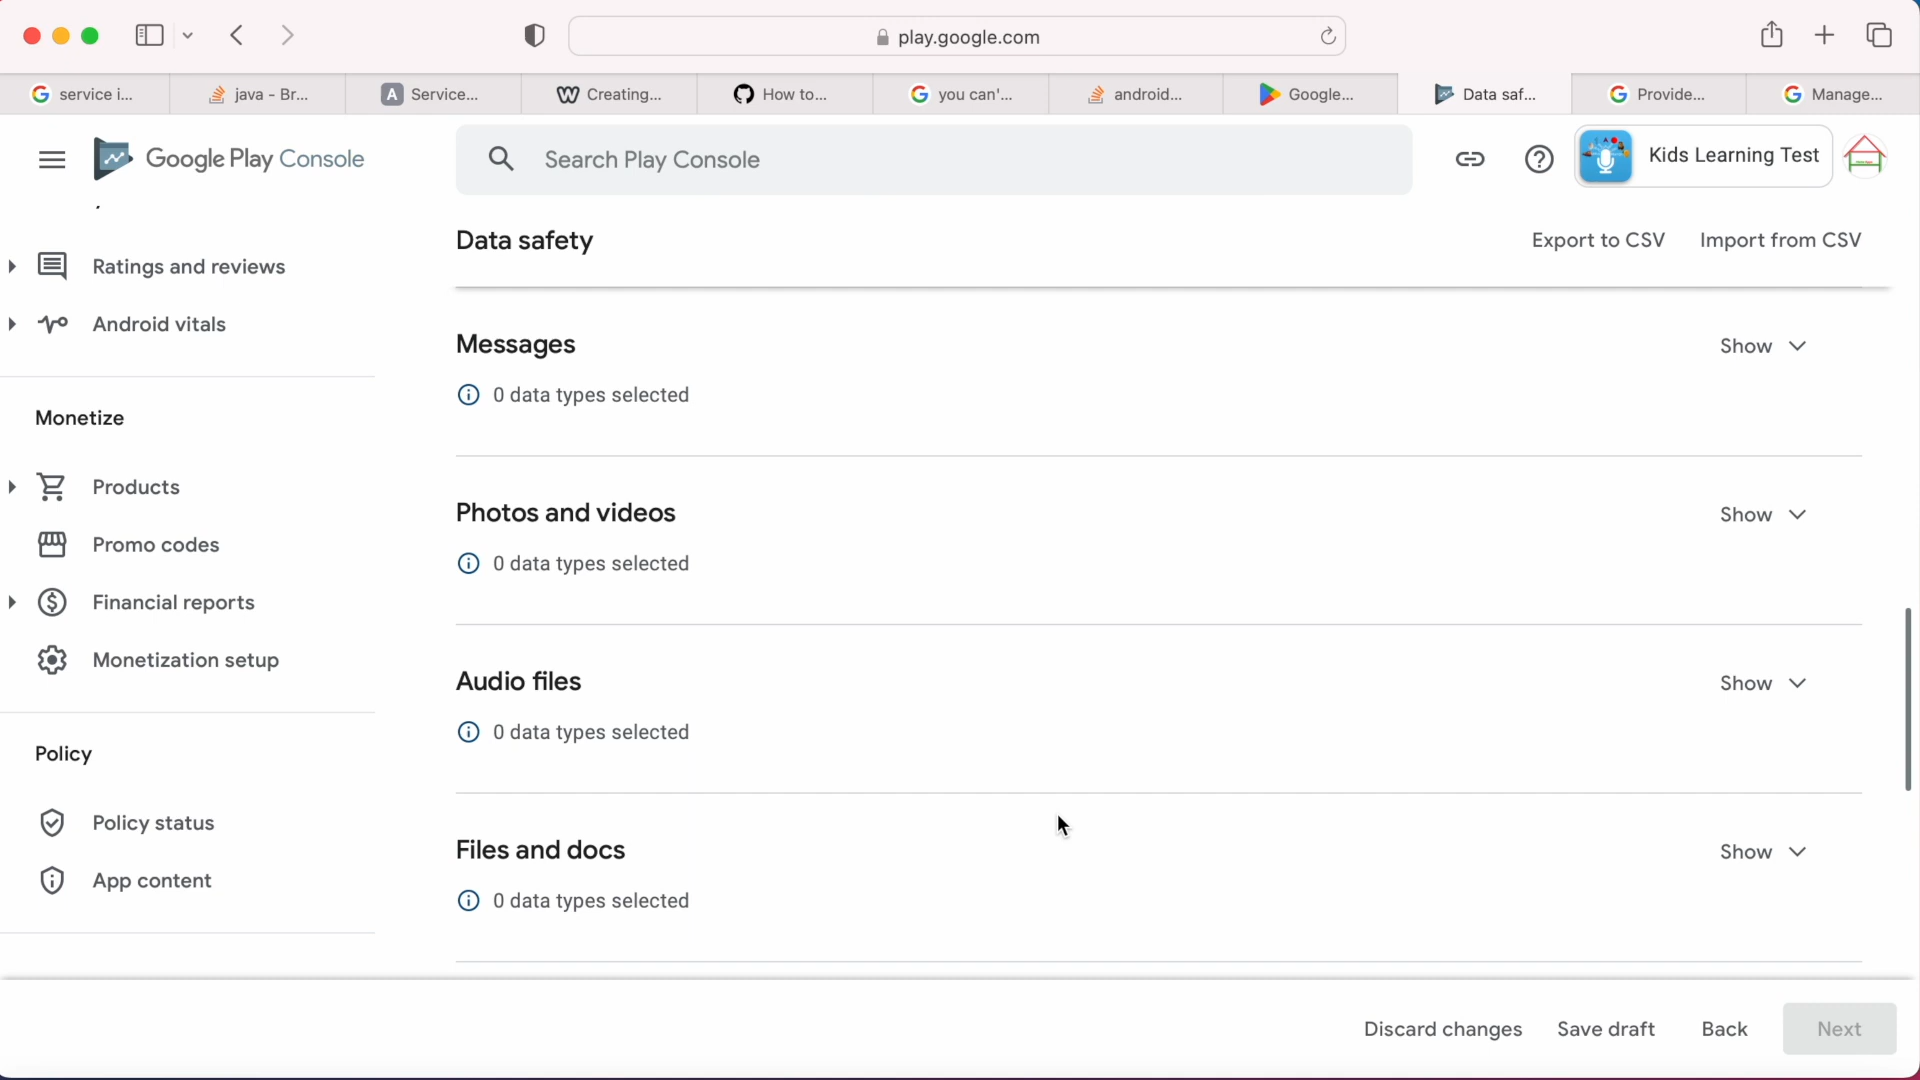 play.google.com
service i...
java - Br...
A Service...
Creating...
How to...
you can'...
android...
Google...
Data saf...
Provide...
Manage...
Google Play Console
Search Play Console
Kids Learning Test
Data safety
Export to CSV
Import from CSV
Ratings and reviews
Android vitals
Monetize
Products
Promo codes
Financial reports
Monetization setup
Policy
Policy status
App content
Messages
Show
0 data types selected
Photos and videos
Show
0 data types selected
Audio files
Show
0 data types selected
Files and docs
Show
0 data types selected
Discard changes
Save draft
Back
Next